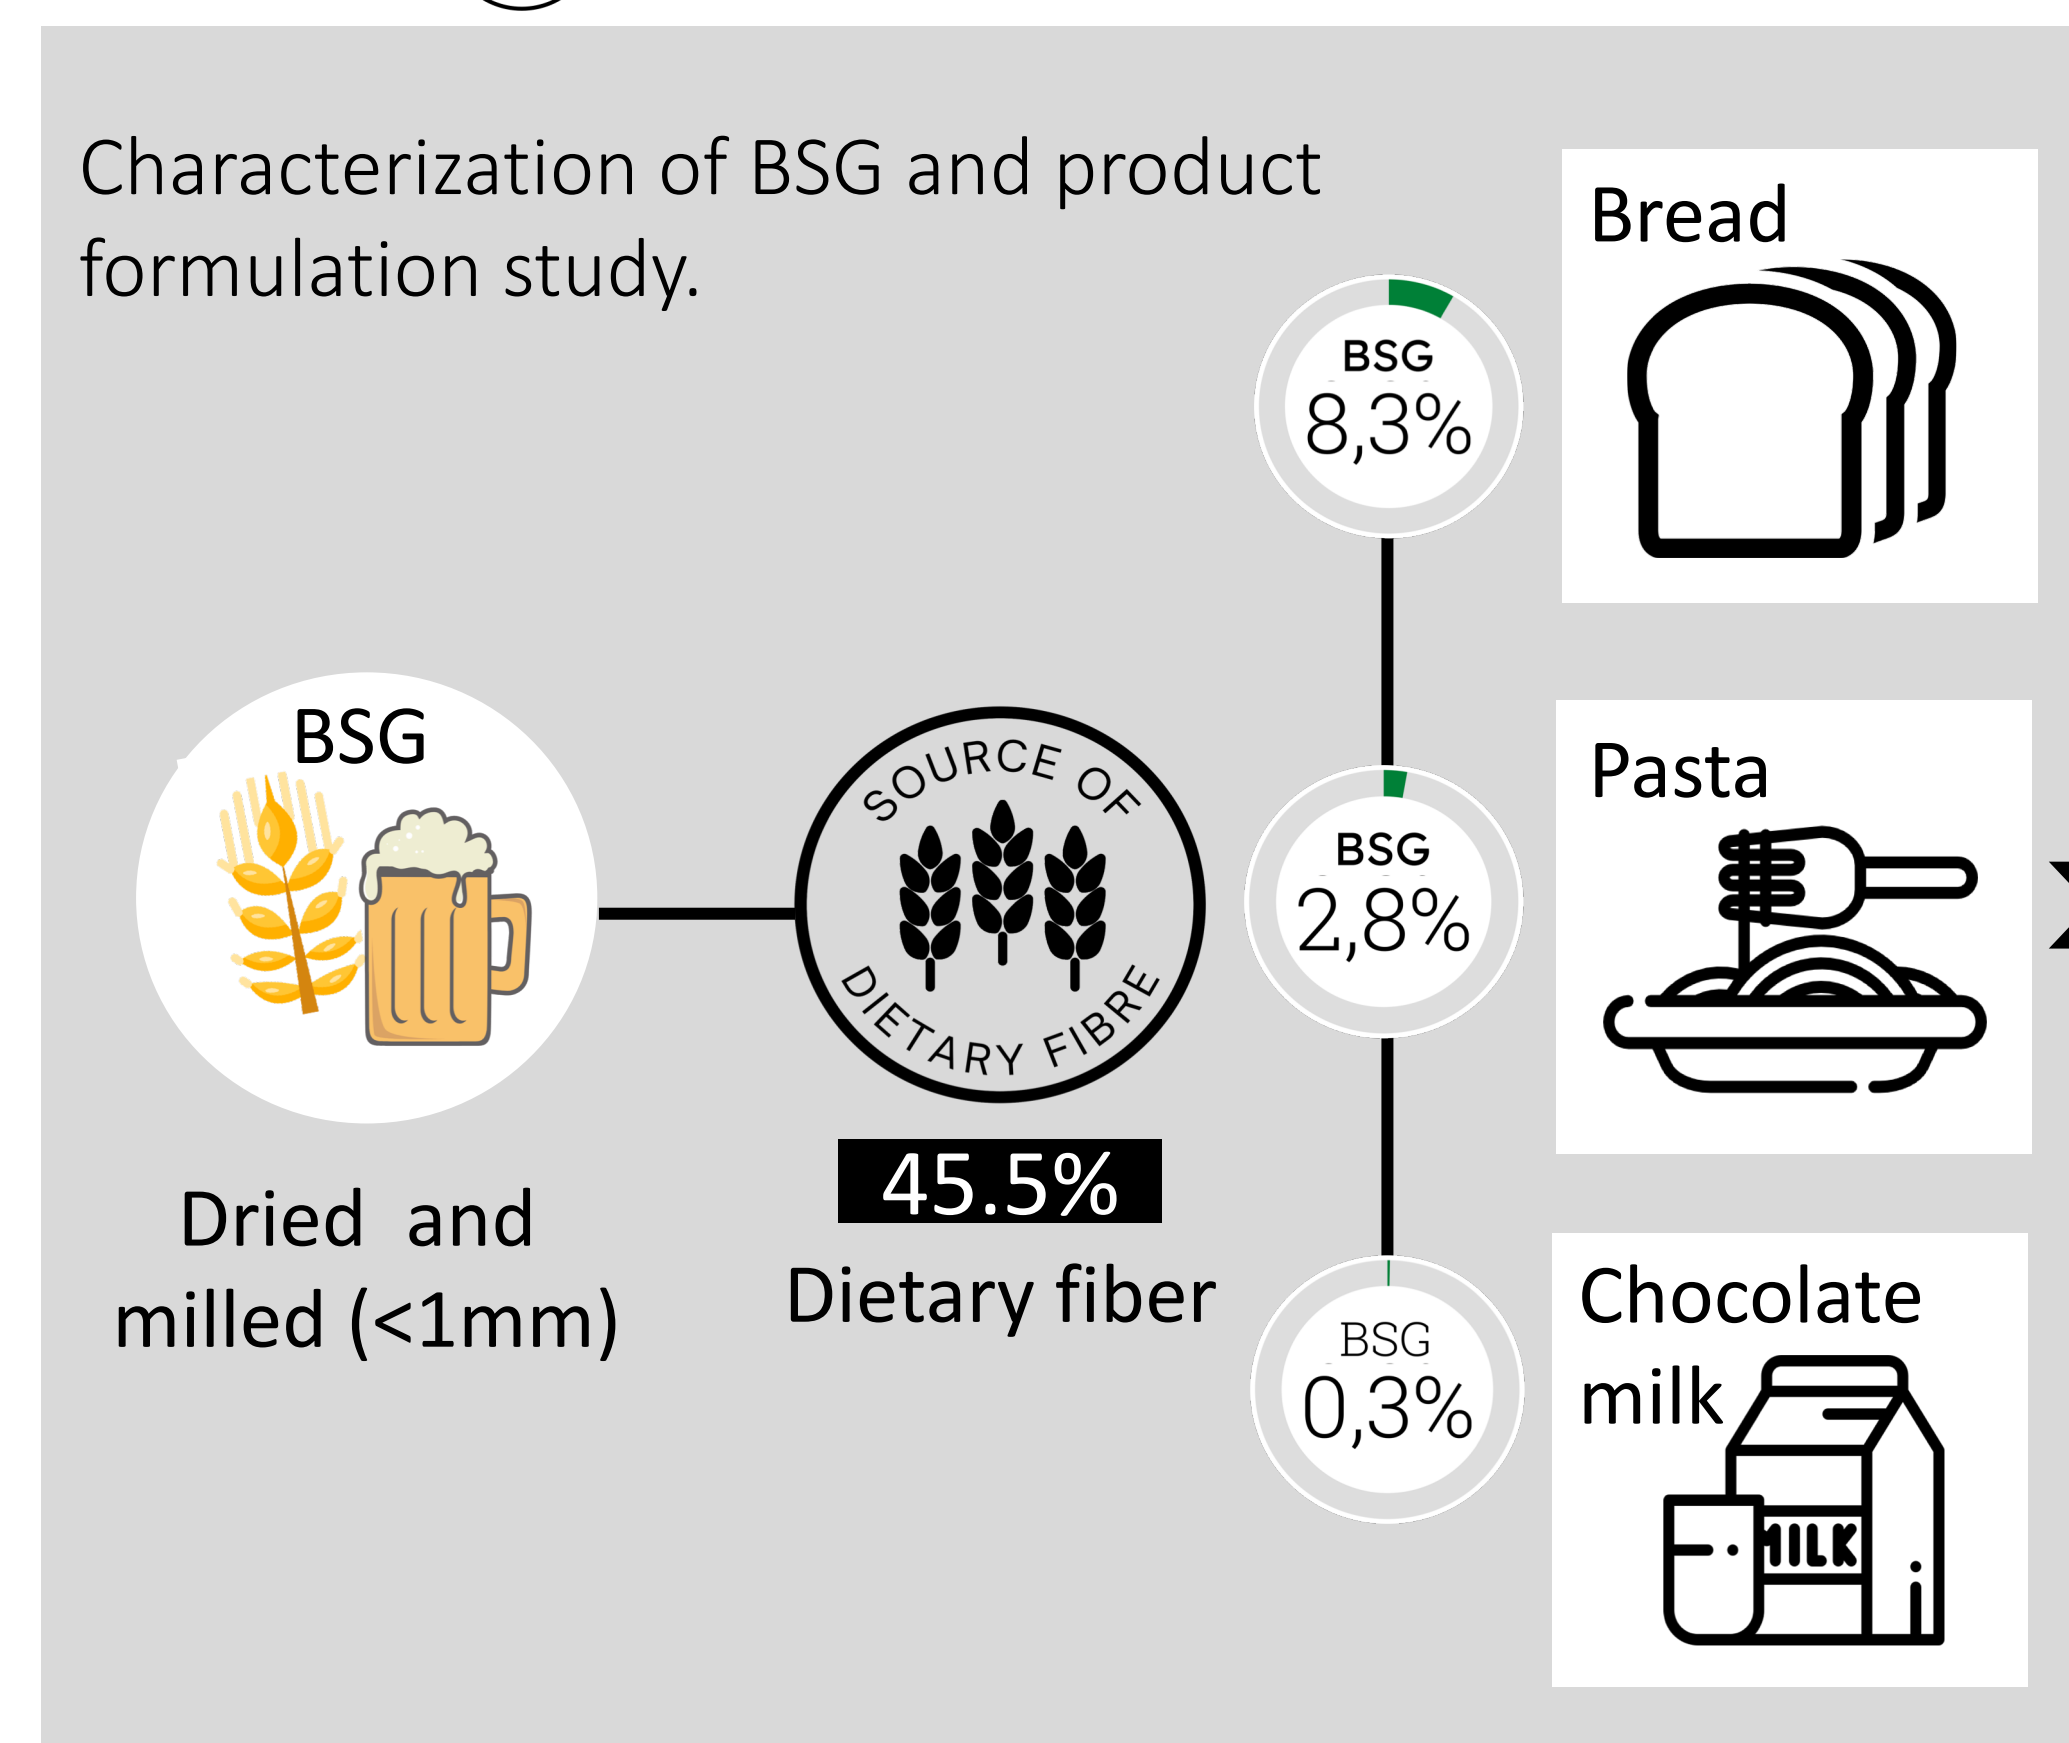 Characterization of BSG and product
formulation study.
Bread
BSG
8,3%
BSG
SOURCE OF
DIETARY FIBRE
BSG
2,8%
Pasta
45.5%
Dietary fiber
Dried and
milled (<1mm)
BSG
0,3%
Chocolate
milk
MILK